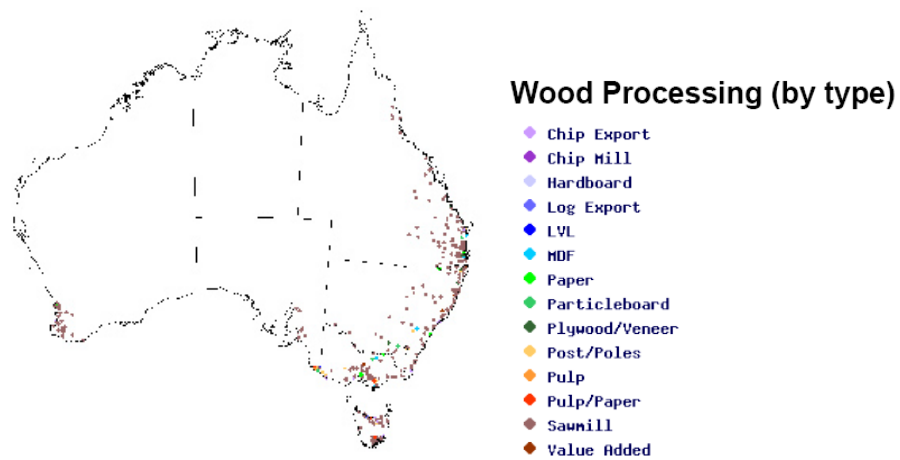 Wood Processing (by type)
Chip Export
Chip Mill
Hardboard
Log Export
LVL
MDF
Paper
Particleboard
Plywood/Veneer
Post/Poles
Pulp
Pulp/Paper
Sawmill
Value Added